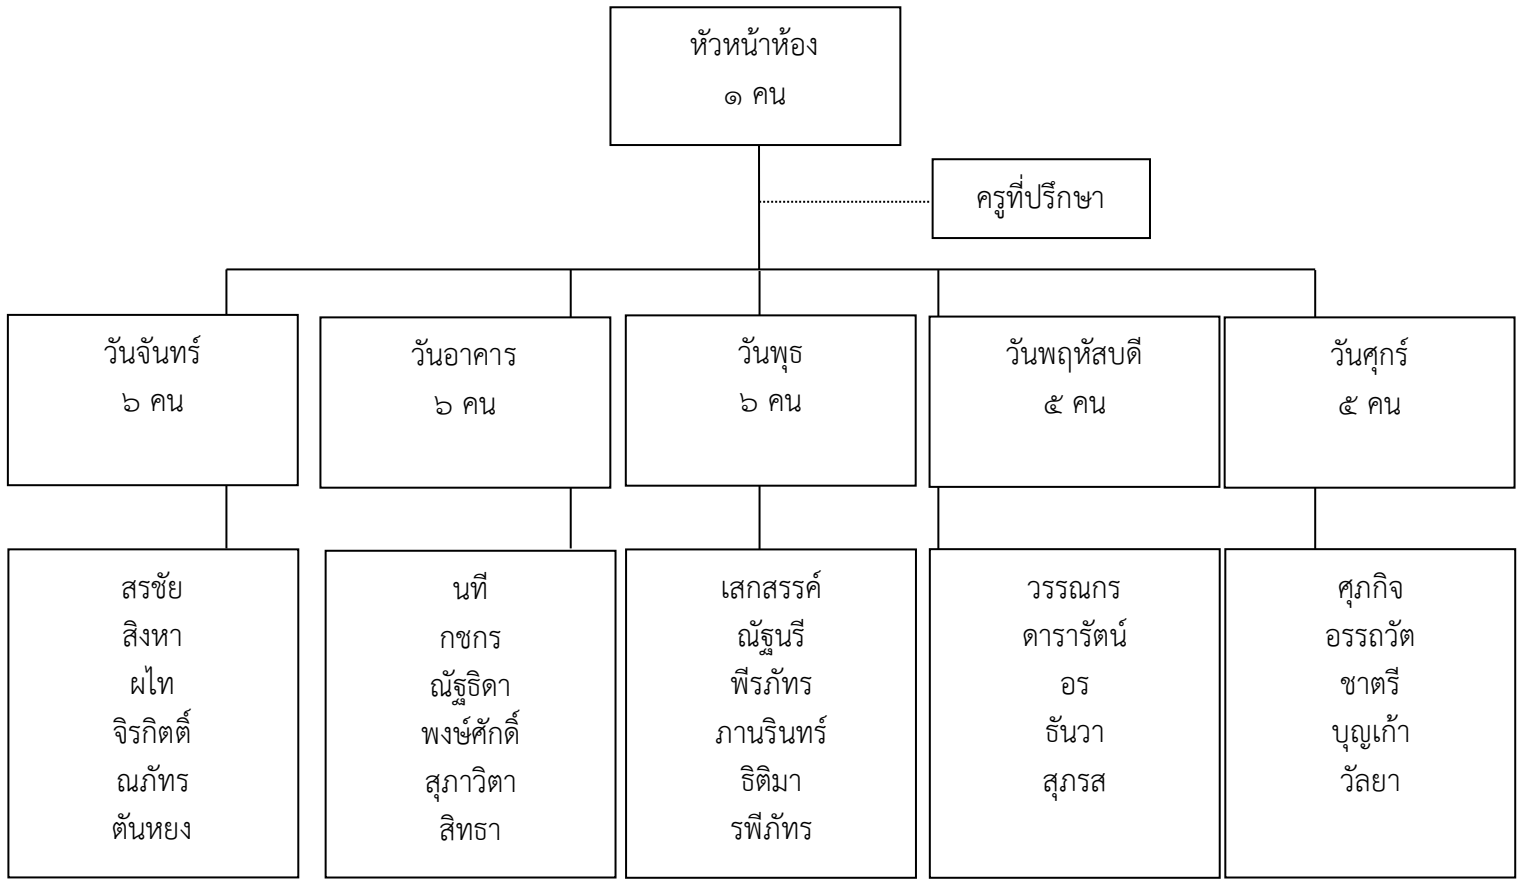 หัวหน้าห้อง
๑ คน
ครูที่ปรึกษา
วันจันทร์
๖ คน
วันอาคาร
๖ คน
วันพุธ
๖ คน
วันพฤหัสบดี
๕ คน
วันศุกร์
๕ คน
สรชัย
สิงหา
ผไท
จิรกิตติ์
ณภัทร
ตันหยง
นที
กชกร
ณัฐธิดา
พงษ์ศักดิ์
สุภาวิตา
สิทธา
เสกสรรค์
ณัฐนรี
พีรภัทร
ภานรินทร์
ธิติมา
รพีภัทร
วรรณกร
ดารารัตน์
อร
ธันวา
สุภรส
ศุภกิจ
อรรถวัต
ชาตรี
บุญเก้า
วัลยา